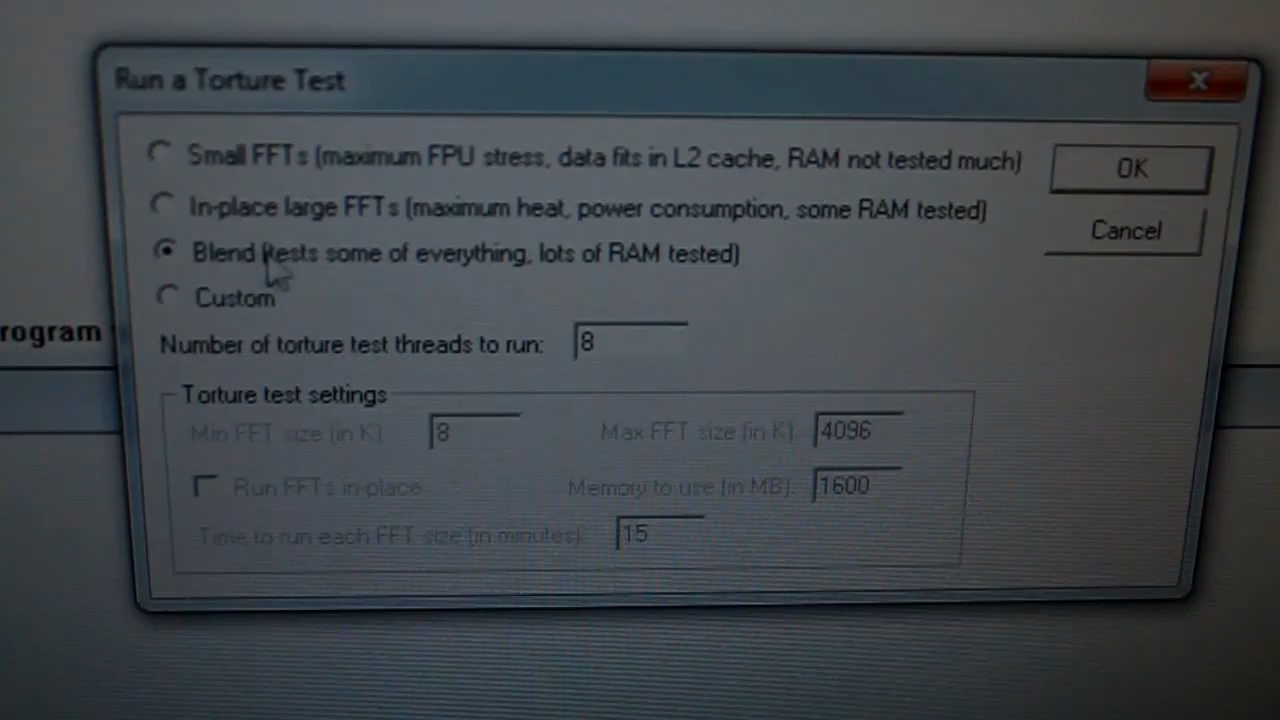 Run a Torture Test
Small FFTs (maximum FPU stress, data fits in L2 cache, RAM not tested much)
OK
In-place large FFTs (maximum heat, power consumption, some RAM tested)
Cancel
Blend tests some of everything, lots of RAM tested)
Custom
rogram
Number of torture test threads to run: 8
Torture test settings
Min FFT size (in K) 8 Max FFT size (in K) 4096
Run FFTs in-place Memory to use (in MB): 1600
Time to run each FFT size (in minutes): 15